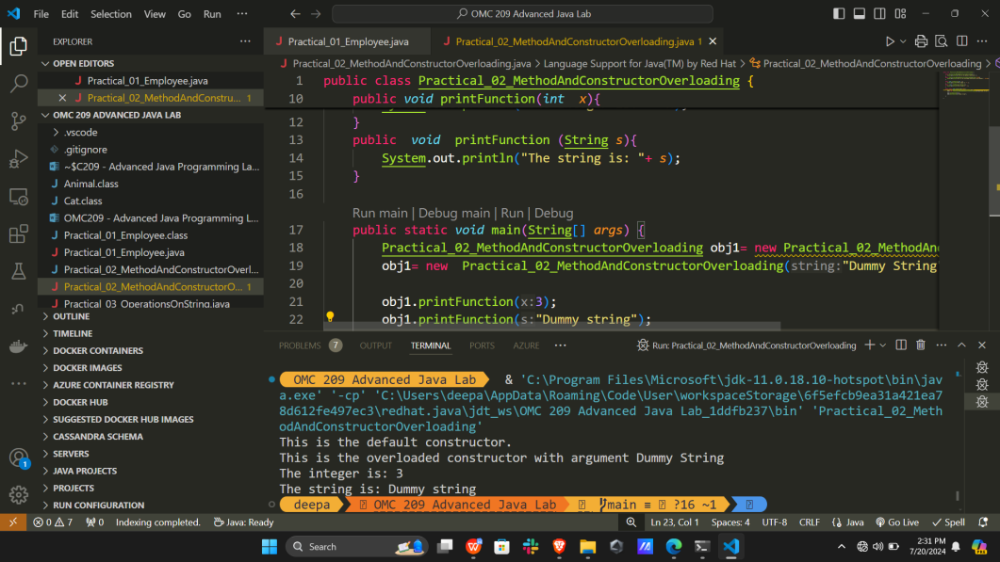 File Edit Selection View Go Run ··· OMC 209 Advanced Java Lab
EXPLORER ···
OPEN EDITORS
J Practical_01_Employee.java
J Practical_02_MethodAndConstru... 1
OMC 209 ADVANCED JAVA LAB
.vscode
.gitignore
~$C209 - Advanced Java Programming La...
J Animal.class
J Cat.class
OMC209 - Advanced Java Programming L...
J Practical_01_Employee.class
J Practical_01_Employee.java
J Practical_02_MethodAndConstructorOverl...
J Practical_02_MethodAndConstructorO... 1
J Practical_03_OperationsOnString.java
OUTLINE
TIMELINE
DOCKER CONTAINERS
DOCKER IMAGES
AZURE CONTAINER REGISTRY
DOCKER HUB
SUGGESTED DOCKER HUB IMAGES
CASSANDRA SCHEMA
SERVERS
JAVA PROJECTS
PROJECTS
RUN CONFIGURATION
1
J Practical_01_Employee.java J Practical_02_MethodAndConstructorOverloading.java 1
J Practical_02_MethodAndConstructorOverloading.java > Language Support for Java(TM) by Red Hat > Practical_02_MethodAndConstructorOverloading >
1 public class Practical_02_MethodAndConstructorOverloading {
10 public void printFunction(int x){
12 }
13 public void printFunction (String s){
14 System.out.println("The string is: "+ s);
15 }
16
Run main | Debug main | Run | Debug
17 public static void main(String[] args) {
18 Practical_02_MethodAndConstructorOverloading obj1= new Practical_02_MethodAn
19 obj1= new Practical_02_MethodAndConstructorOverloading(string:"Dummy String"
20
21 obj1.printFunction(x:3);
22 obj1.printFunction(s:"Dummy string");
PROBLEMS 7 OUTPUT TERMINAL PORTS AZURE ··· Run: Practical_02_MethodAndConstructorOverloading
OMC 209 Advanced Java Lab & 'C:\Program Files\Microsoft\jdk-11.0.18.10-hotspot\bin\jav
a.exe' '-cp' 'C:\Users\deepa\AppData\Roaming\Code\User\workspaceStorage\6f5efcb9ea31a421ea7
8d612fe497ec3\redhat.java\jdt_ws\OMC 209 Advanced Java Lab_1ddfb237\bin' 'Practical_02_Meth
odAndConstructorOverloading'
This is the default constructor.
This is the overloaded constructor with argument Dummy String
The integer is: 3
The string is: Dummy string
deepa OMC 209 Advanced Java Lab main ≡ ?16 ~1
0 7 0 Indexing completed. Java: Ready Ln 23, Col 1 Spaces: 4 UTF-8 CRLF Java Go Live Spell
Search 2:31 PM
7/20/2024